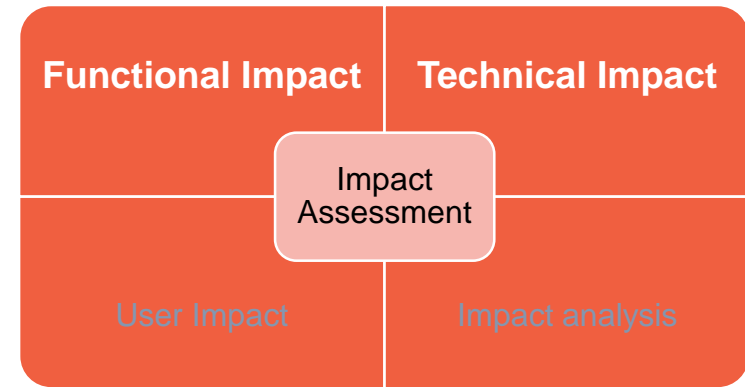 Functional Impact
Technical Impact
Impact
Assessment
User Impact
Impact analysis